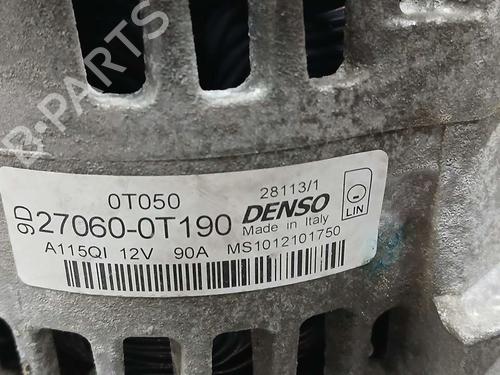 B-PARTS
0T050
28113/1
9D 27060-0T190 DENSO
Made in Italy
LIN
A115QI 12V 90A MS1012101750